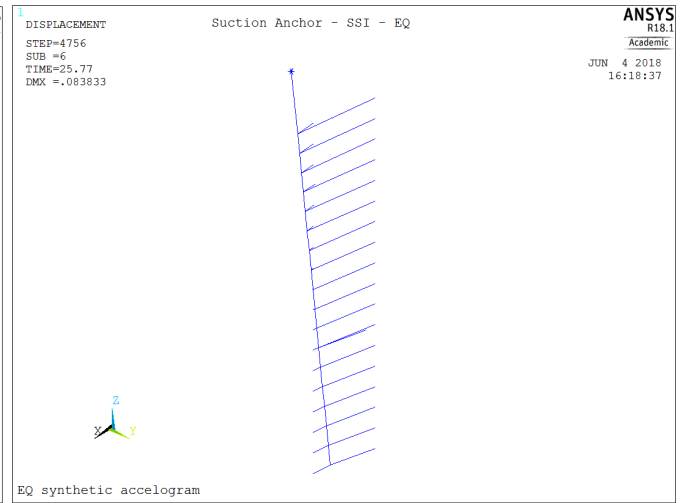 1
DISPLACEMENT
STEP=4756
SUB =6
TIME=25.77
DMX =.083833
Suction Anchor - SSI - EQ
ANSYS
R18.1
Academic
JUN  4 2018
16:18:37
Z
X
Y
EQ synthetic accelogram